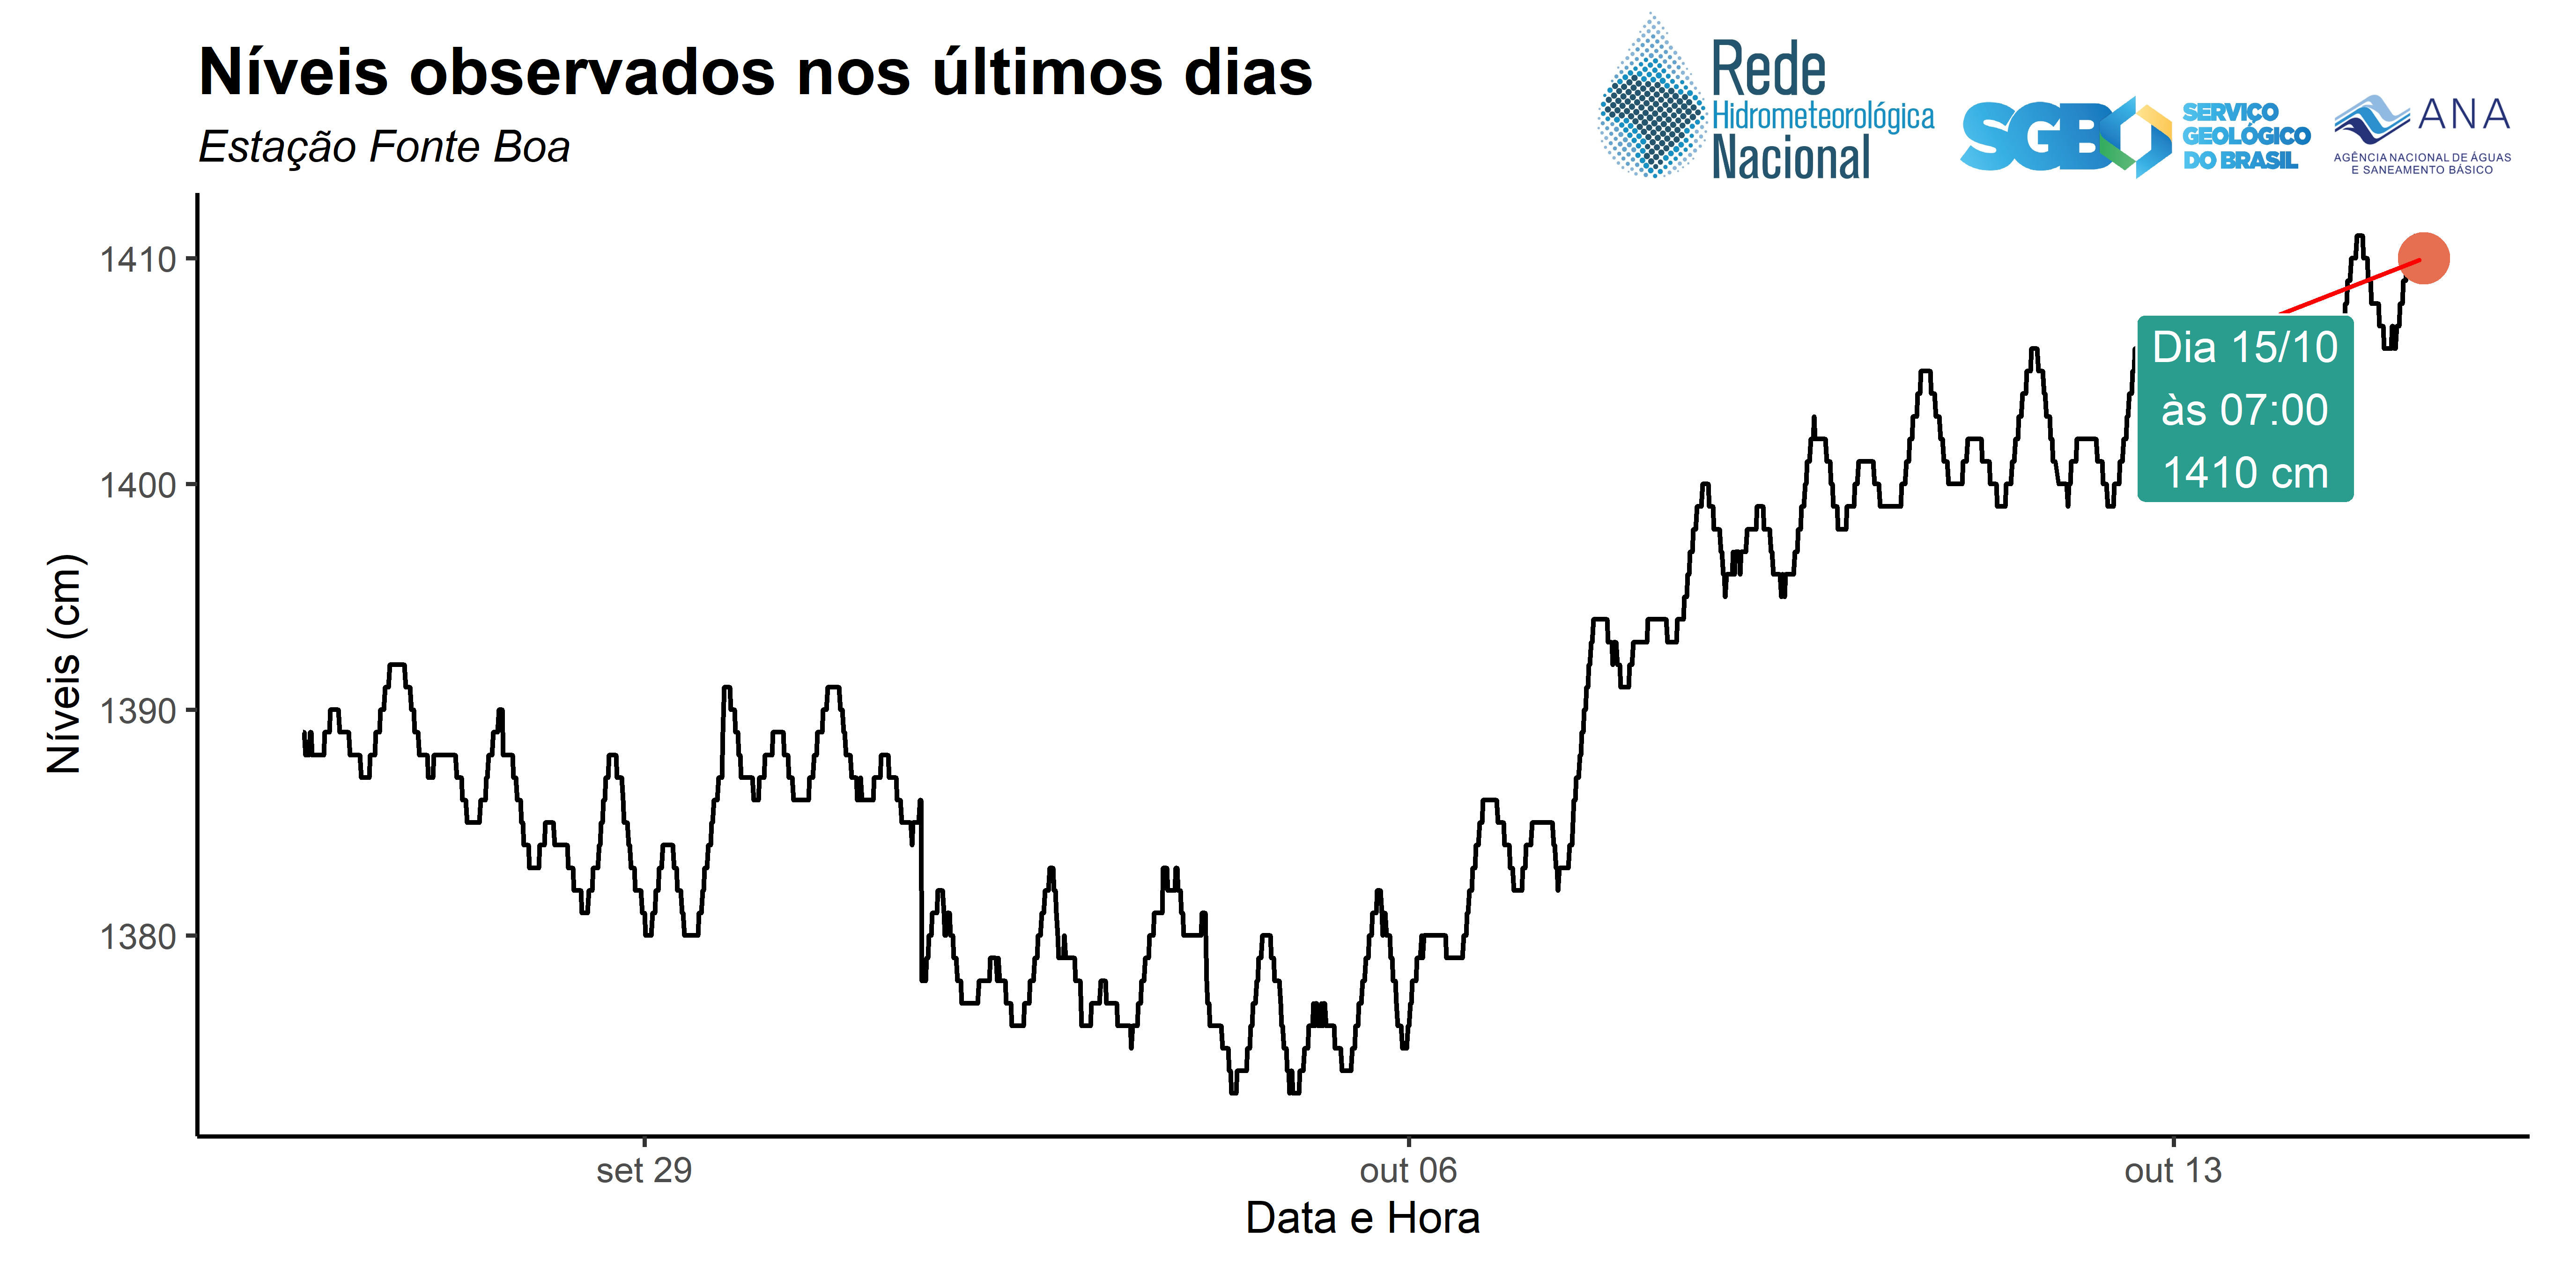 Níveis observados nos últimos dias
Estação Fonte Boa
Rede
Hidrometeorológica
Nacional
SGB
SERVIÇO
GEOLÓGICO
DO BRASIL
ANA
AGÊNCIA NACIONAL DE ÁGUAS
E SANEAMENTO BÁSICO
1410
1400
1390
1380
Níveis (cm)
Dia 15/10
às 07:00
1410 cm
set 29
out 06
out 13
Data e Hora